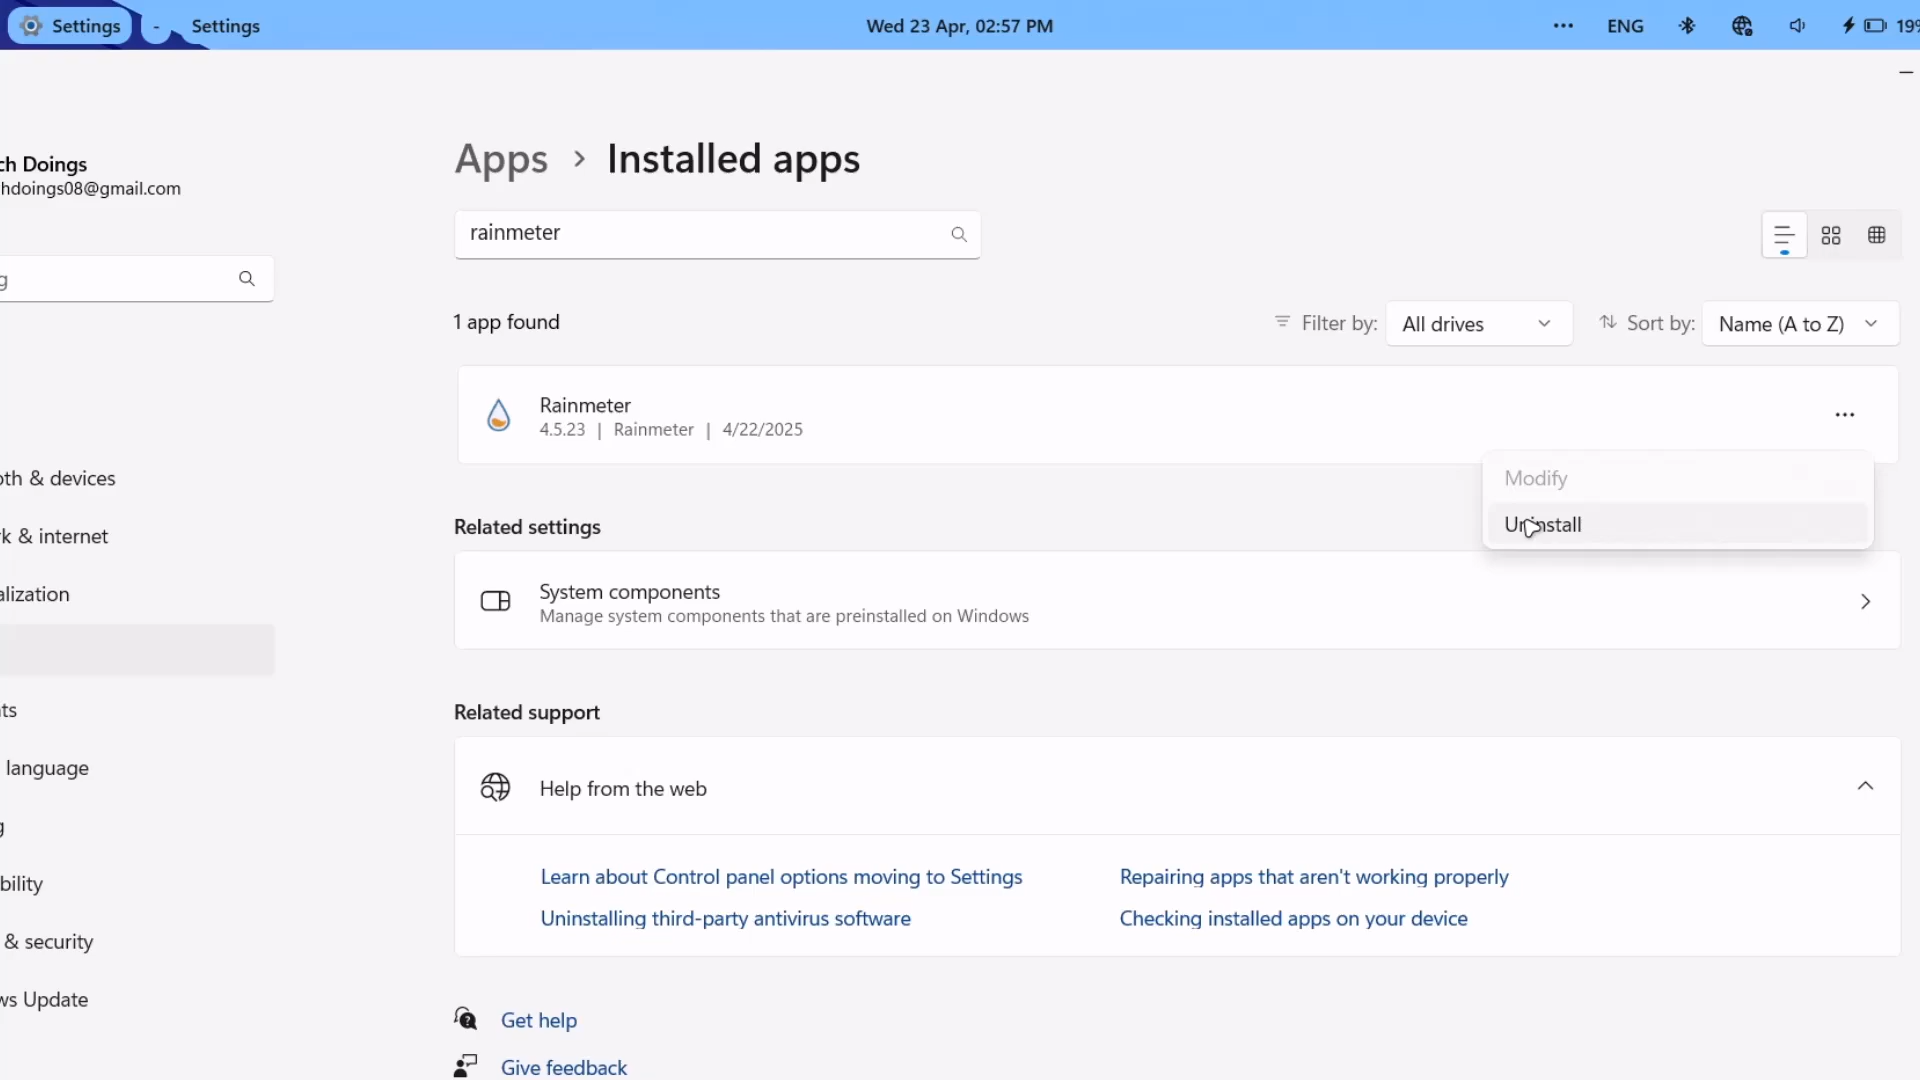 Settings - Settings Wed 23 Apr, 02:57 PM ENG 19%
ch Doings
hdoings08@gmail.com
Apps > Installed apps
rainmeter
g
1 app found
Filter by: All drives Sort by: Name (A to Z)
Rainmeter
4.5.23 | Rainmeter | 4/22/2025
Modify
Uninstall
oth & devices
Related settings
k & internet
System components
Manage system components that are preinstalled on Windows
alization
Related support
nts
language
Help from the web
g
Learn about Control panel options moving to Settings
Repairing apps that aren't working properly
bility
Uninstalling third-party antivirus software
Checking installed apps on your device
& security
ws Update
Get help
Give feedback